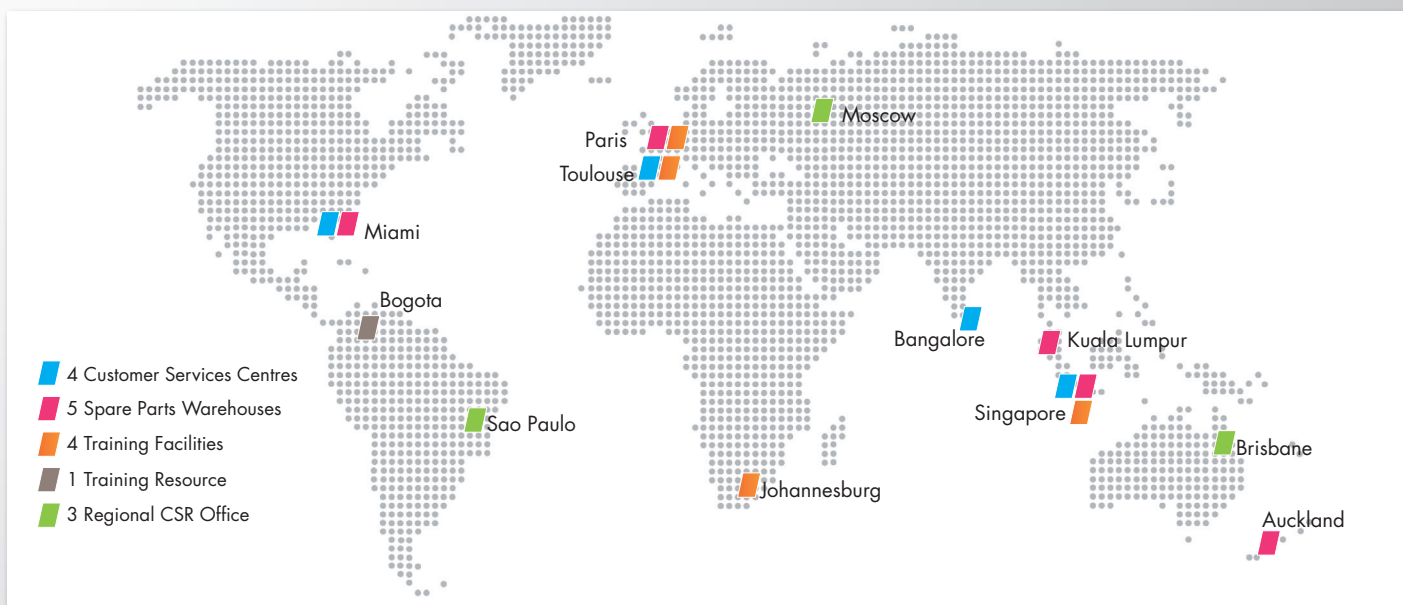 Moscow
Paris
Toulouse
Miami
Bogota
Bangalore
Kuala Lumpur
4 Customer Services Centres
5 Spare Parts Warehouses
4 Training Facilities
1 Training Resource
3 Regional CSR Office
Sao Paulo
Singapore
Brisbane
Johannesburg
Auckland